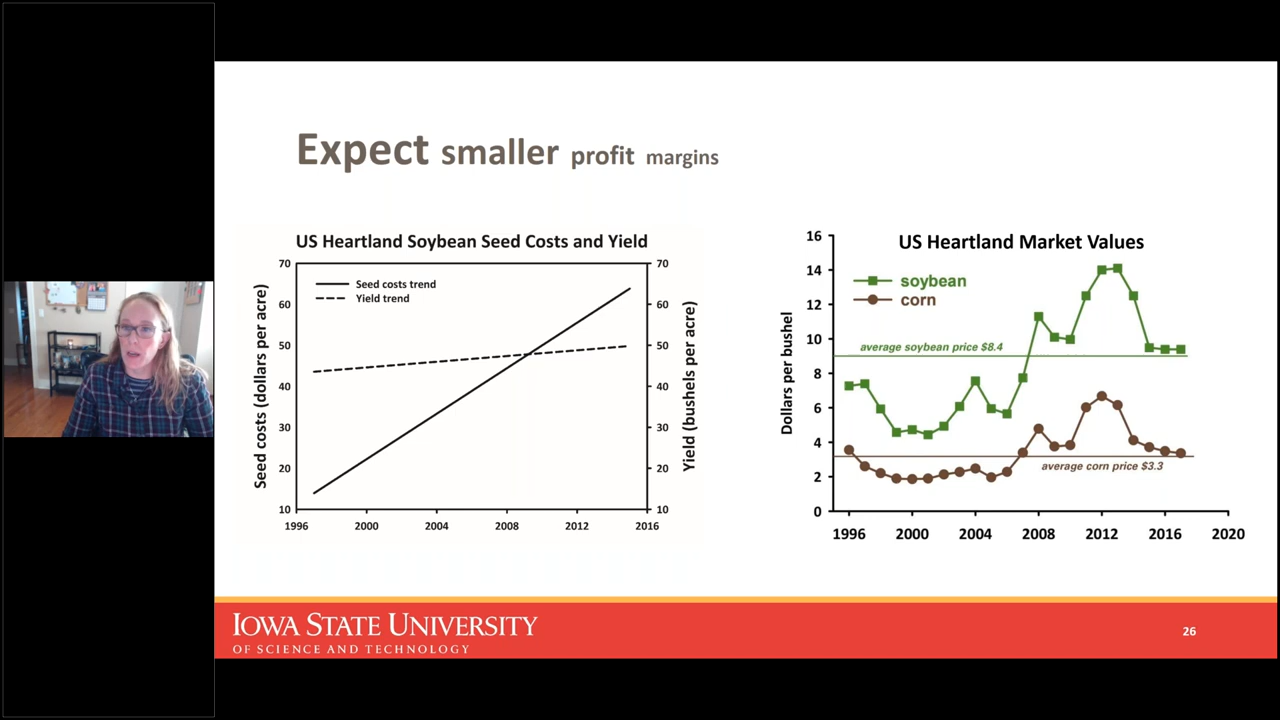 Expect smaller profit margins
US Heartland Soybean Seed Costs and Yield
Seed costs trend
Yield trend
Seed costs (dollars per acre)
70
60
50
40
30
20
10
70
60
50
40
30
20
10
Yield (bushels per acre)
1996 2000 2004 2008 2012 2016
US Heartland Market Values
soybean
corn
Dollars per bushel
16
14
12
10
8
6
4
2
0
average soybean price $8.4
average corn price $3.3
1996 2000 2004 2008 2012 2016 2020
IOWA STATE UNIVERSITY
OF SCIENCE AND TECHNOLOGY
26